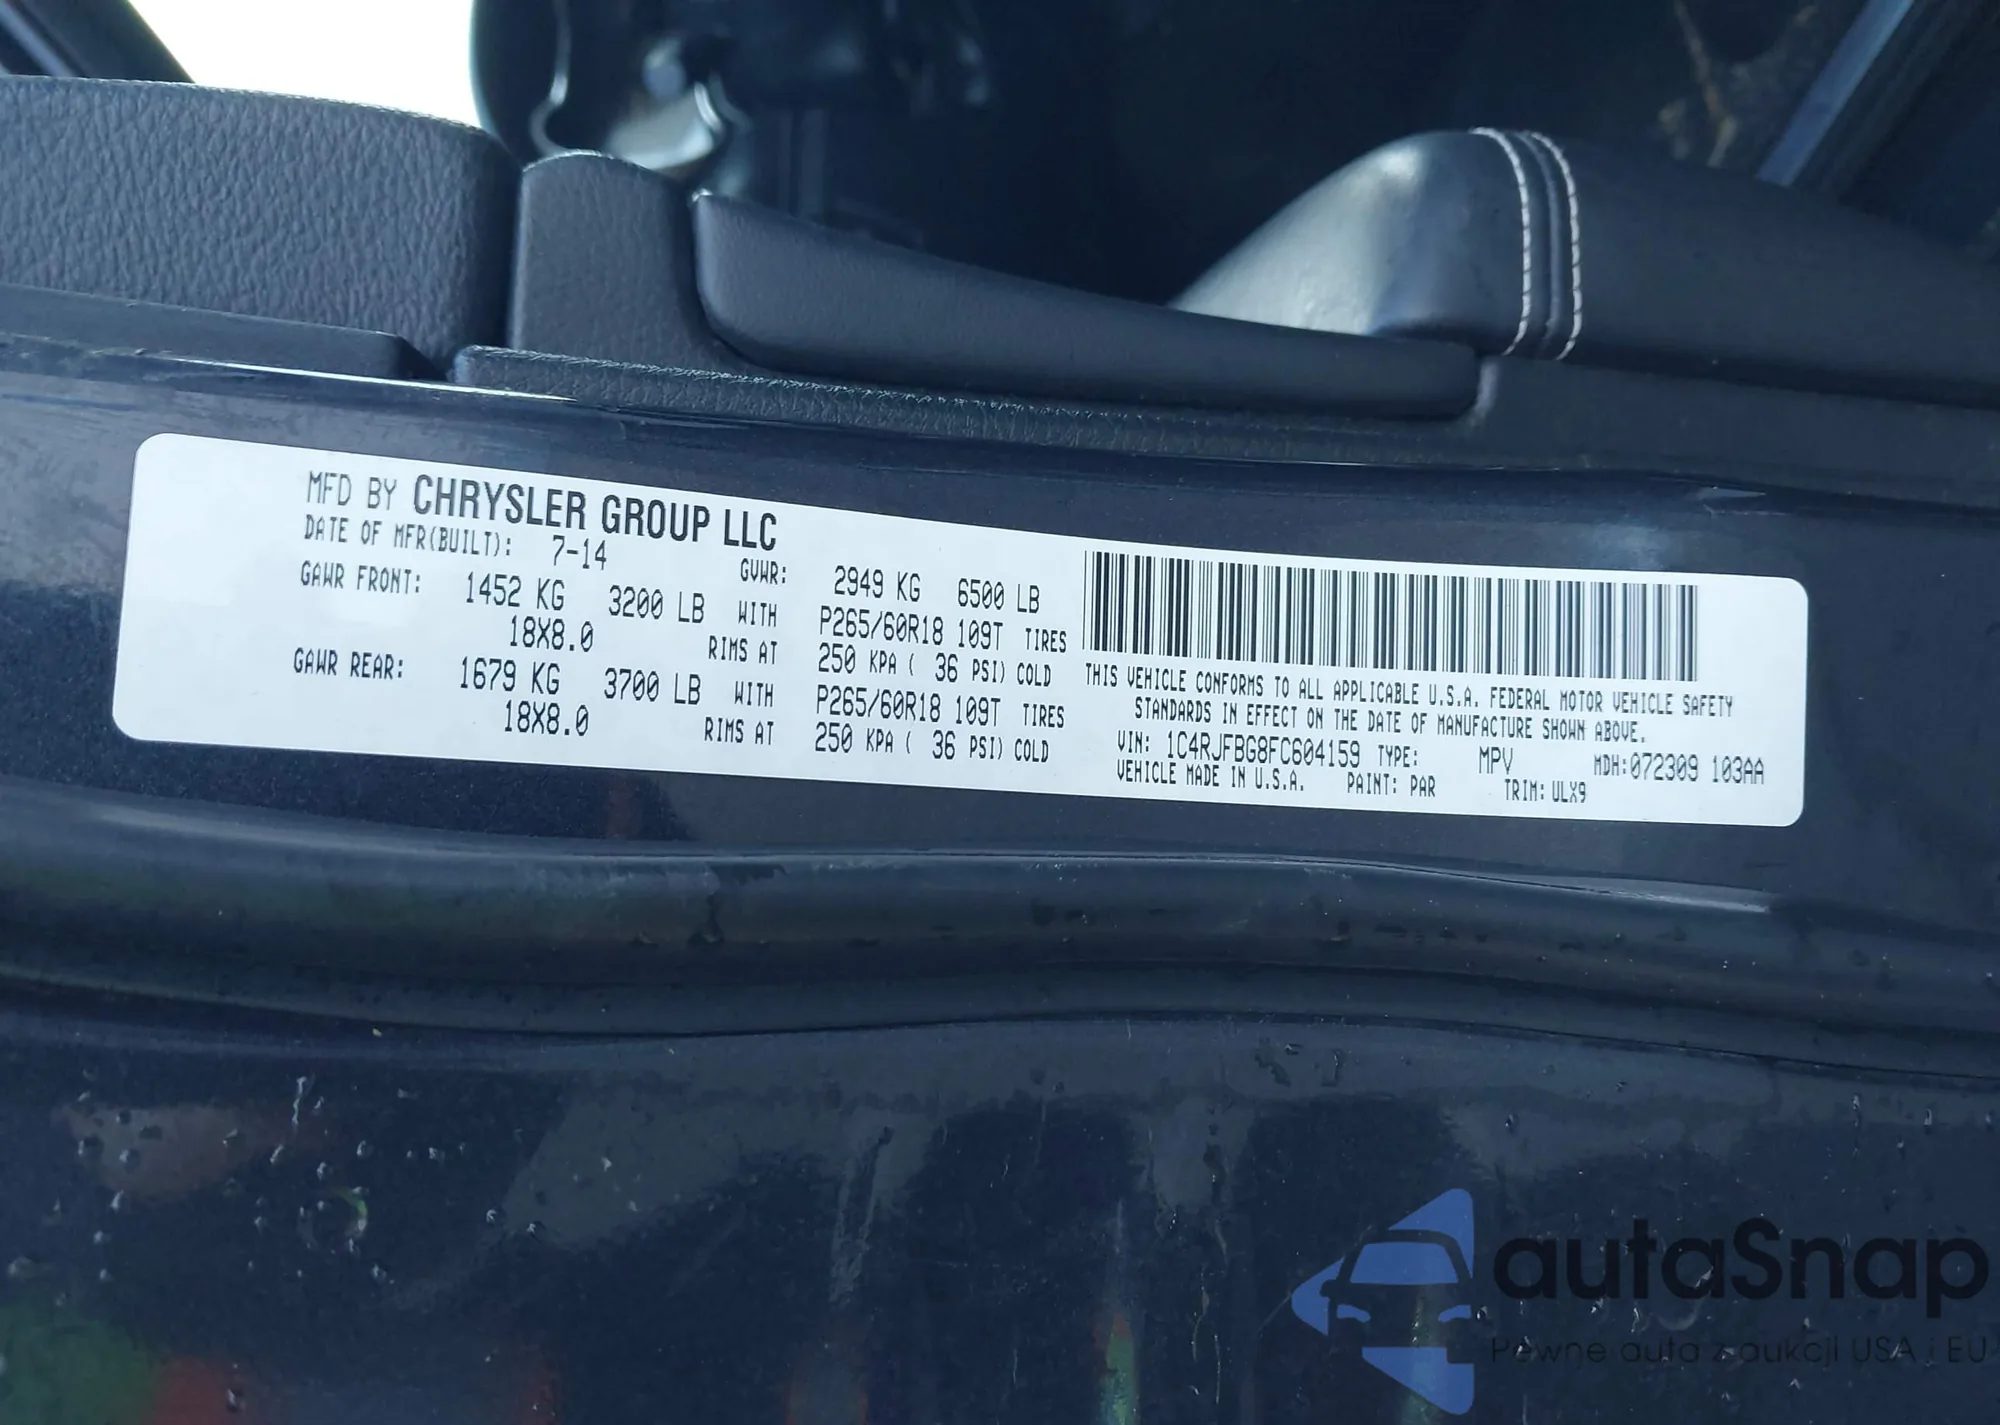 MFD BY CHRYSLER GROUP LLC
DATE OF MFR(BUILT): 7-14 GVWR: 2949 KG 6500 LB
GAWR FRONT: 1452 KG 3200 LB WITH P265/60R18 109T TIRES
18X8.0 RIMS AT 250 KPA ( 36 PSI) COLD
GAWR REAR: 1679 KG 3700 LB WITH P265/60R18 109T TIRES
18X8.0 RIMS AT 250 KPA ( 36 PSI) COLD
THIS VEHICLE CONFORMS TO ALL APPLICABLE U.S.A. FEDERAL MOTOR VEHICLE SAFETY
STANDARDS IN EFFECT ON THE DATE OF MANUFACTURE SHOWN ABOVE.
VIN: 1C4RJFBG8FC604159 TYPE: MPV MDH:072309 103AA
VEHICLE MADE IN U.S.A. PAINT: PAR TRIM: ULX9
autaSnap
Pewne auta z aukcji USA i EU